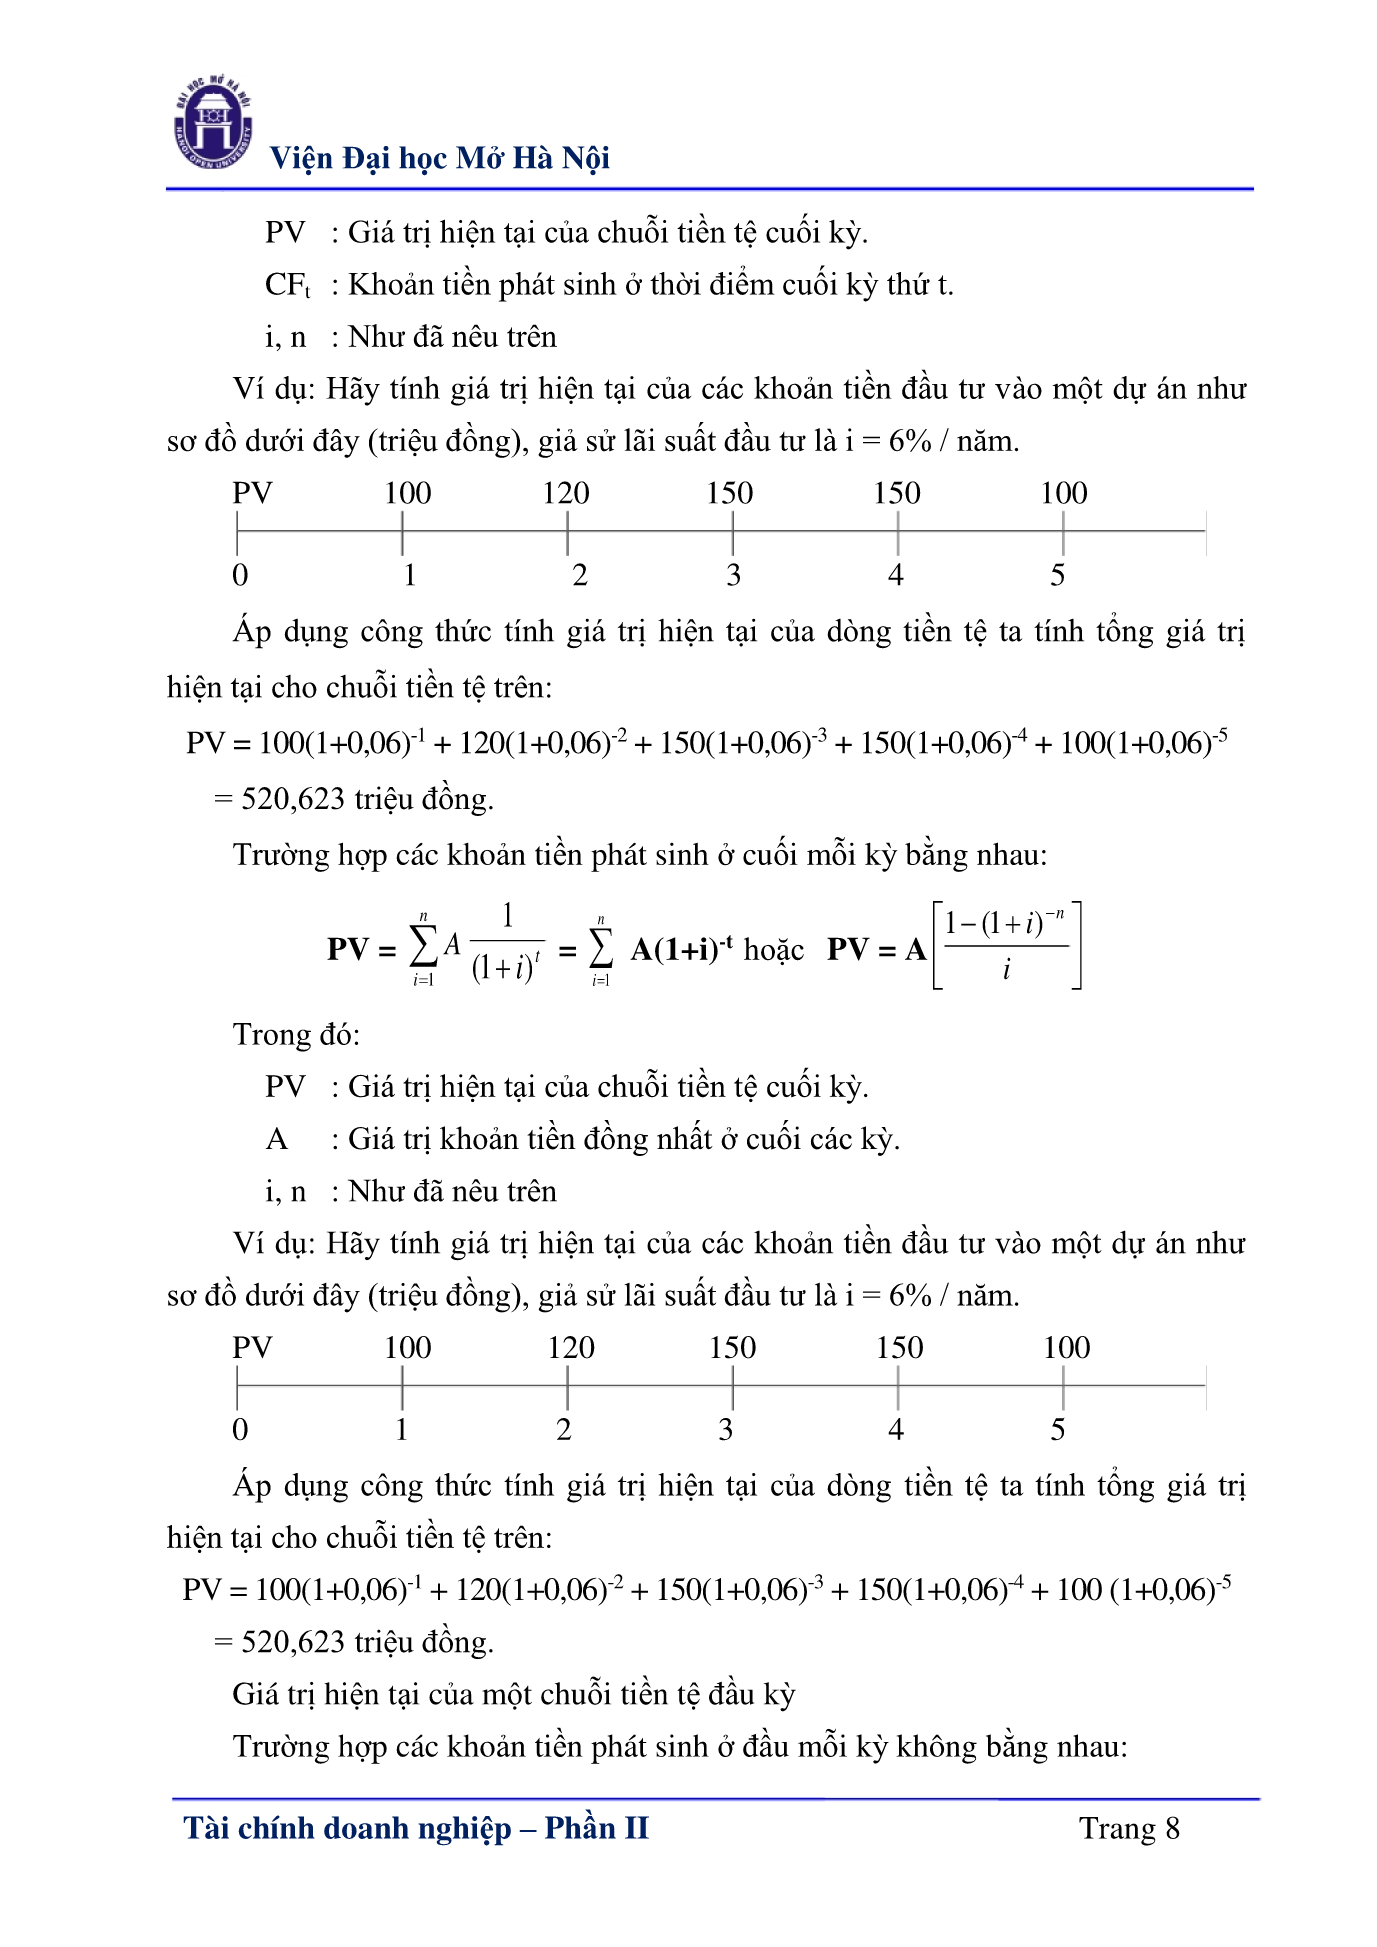 ĐẠI HỌC MỞ HÀ NỘI
HANOI OPEN UNIVERSITY
Viện Đại học Mở Hà Nội
PV : Giá trị hiện tại của chuỗi tiền tệ cuối kỳ.
CFt : Khoản tiền phát sinh ở thời điểm cuối kỳ thứ t.
i, n : Như đã nêu trên
Ví dụ: Hãy tính giá trị hiện tại của các khoản tiền đầu tư vào một dự án như
sơ đồ dưới đây (triệu đồng), giả sử lãi suất đầu tư là i = 6% / năm.
PV 100 120 150 150 100
0 1 2 3 4 5
Áp dụng công thức tính giá trị hiện tại của dòng tiền tệ ta tính tổng giá trị
hiện tại cho chuỗi tiền tệ trên:
PV = 100(1+0,06)^-1 + 120(1+0,06)^-2 + 150(1+0,06)^-3 + 150(1+0,06)^-4 + 100(1+0,06)^-5
= 520,623 triệu đồng.
Trường hợp các khoản tiền phát sinh ở cuối mỗi kỳ bằng nhau:
PV = \sum_{i=1}^{n} A \frac{1}{(1+i)^t} = \sum_{i=1}^{n} A(1+i)^-t hoặc PV = A[\frac{1-(1+i)^{-n}}{i}]
Trong đó:
PV : Giá trị hiện tại của chuỗi tiền tệ cuối kỳ.
A : Giá trị khoản tiền đồng nhất ở cuối các kỳ.
i, n : Như đã nêu trên
Ví dụ: Hãy tính giá trị hiện tại của các khoản tiền đầu tư vào một dự án như
sơ đồ dưới đây (triệu đồng), giả sử lãi suất đầu tư là i = 6% / năm.
PV 100 120 150 150 100
0 1 2 3 4 5
Áp dụng công thức tính giá trị hiện tại của dòng tiền tệ ta tính tổng giá trị
hiện tại cho chuỗi tiền tệ trên:
PV = 100(1+0,06)^-1 + 120(1+0,06)^-2 + 150(1+0,06)^-3 + 150(1+0,06)^-4 + 100 (1+0,06)^-5
= 520,623 triệu đồng.
Giá trị hiện tại của một chuỗi tiền tệ đầu kỳ
Trường hợp các khoản tiền phát sinh ở đầu mỗi kỳ không bằng nhau:
Tài chính doanh nghiệp – Phần II Trang 8